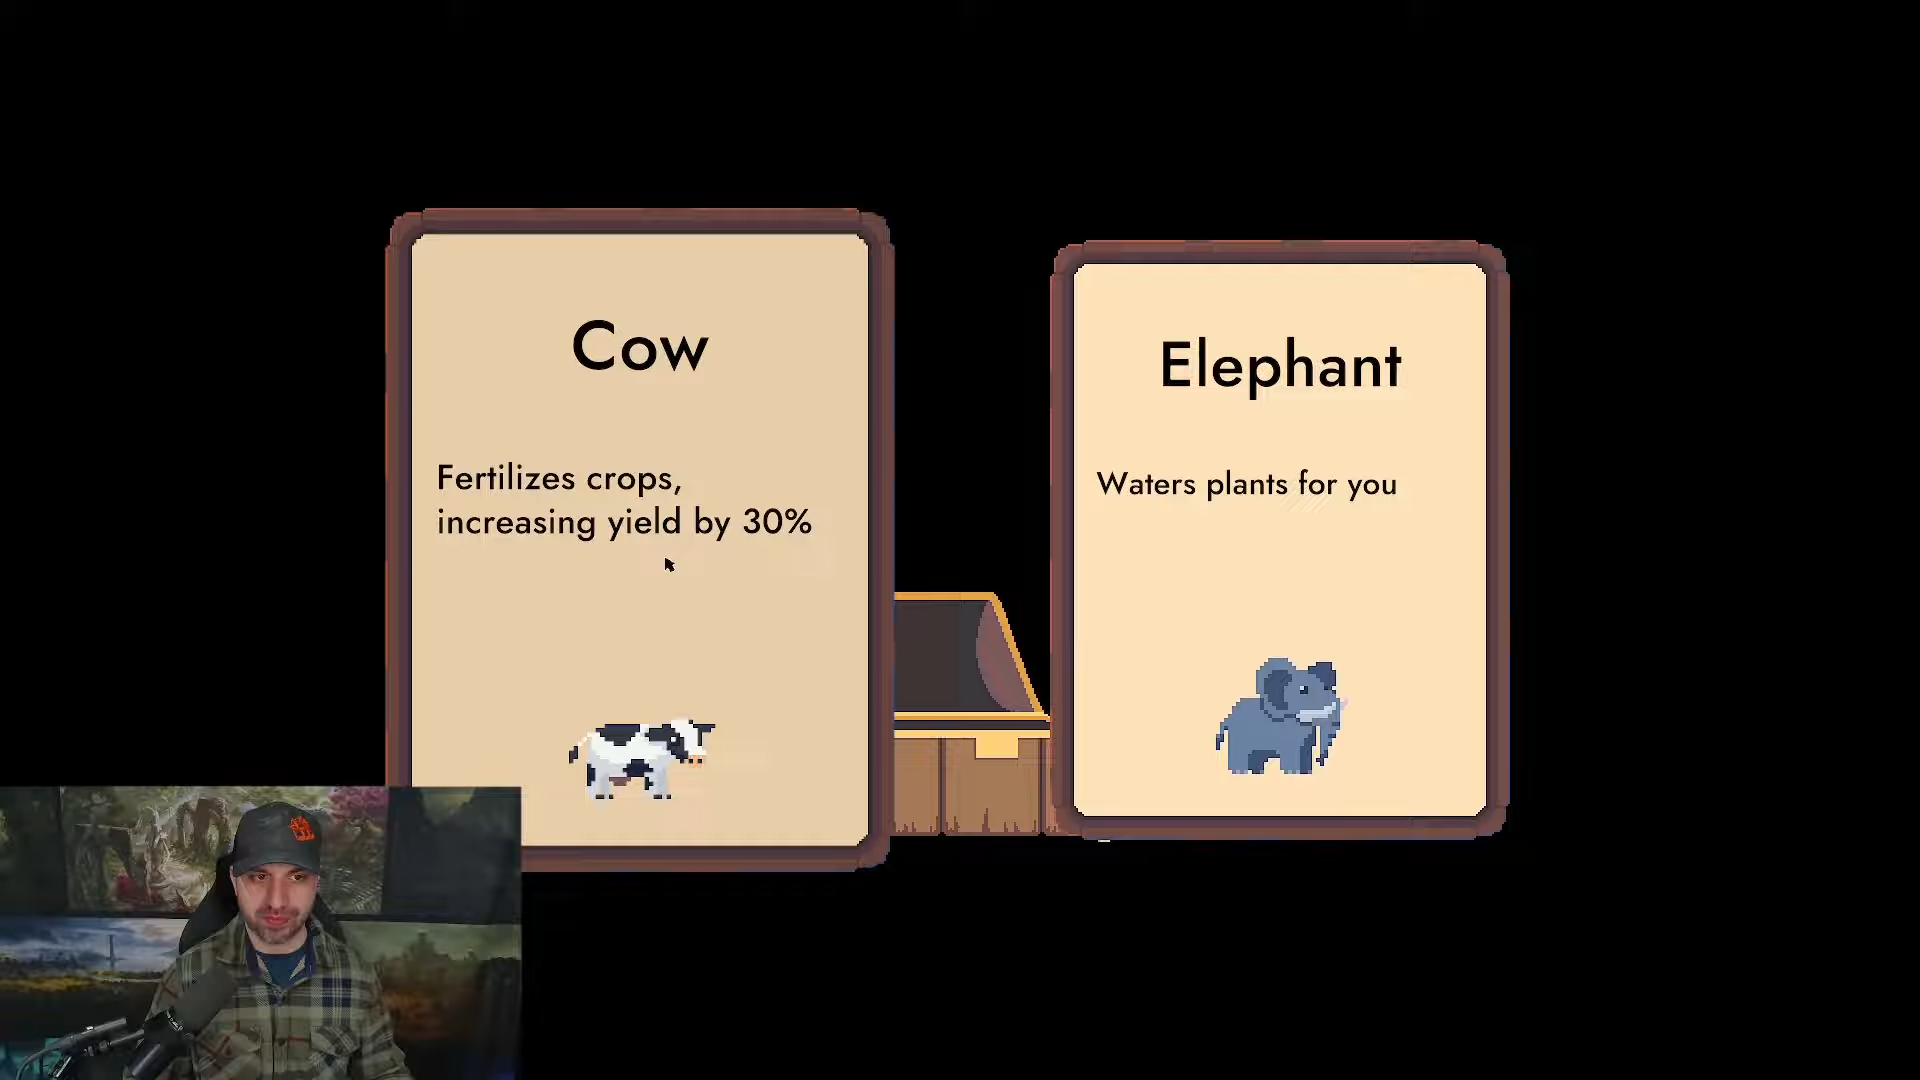 Cow
Fertilizes crops,
increasing yield by 30%
Elephant
Waters plants for you